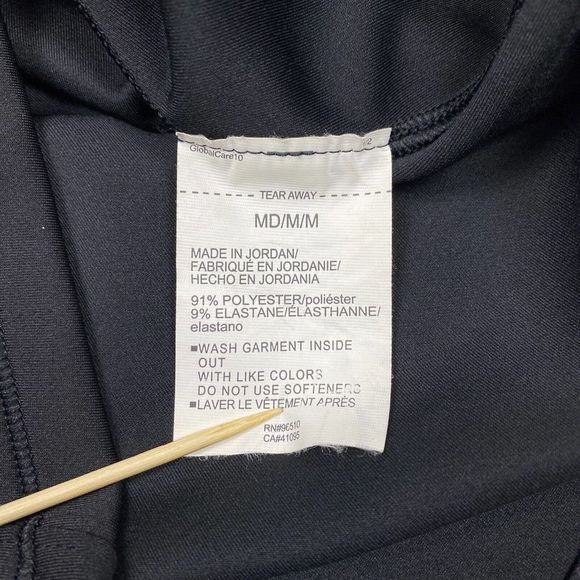 GlobalCare10
1/2
TEAR AWAY
MD/M/M
MADE IN JORDAN/
FABRIQUÉ EN JORDANIE/
HECHO EN JORDANIA
91% POLYESTER/poliéster
9% ELASTANE/ÉLASTHANNE/
elastano
■WASH GARMENT INSIDE
OUT
WITH LIKE COLORS
DO NOT USE SOFTENERS
■LAVER LE VÊTEMENT APRÈS
RN#96510
CA#41095